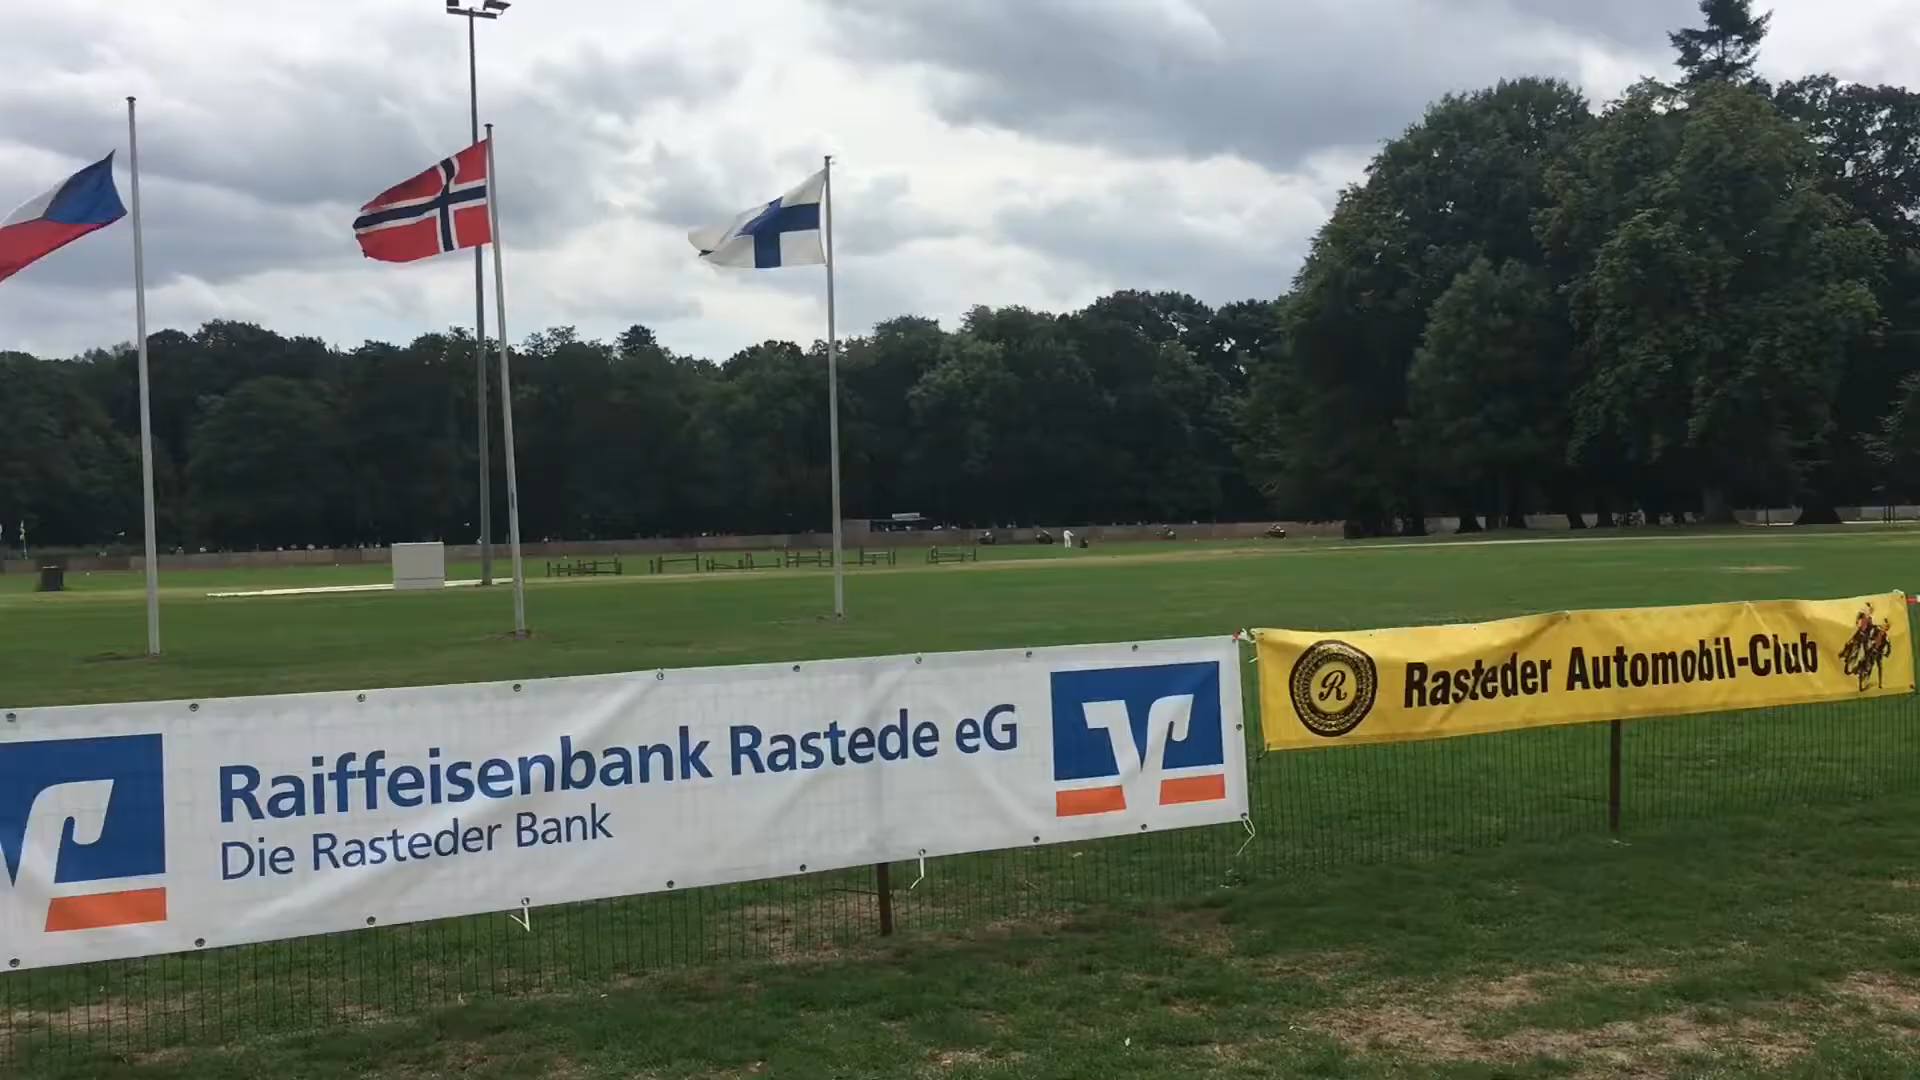 Raiffeisenbank Rastede eG
Die Rasteder Bank
R
Rasteder Automobil-Club